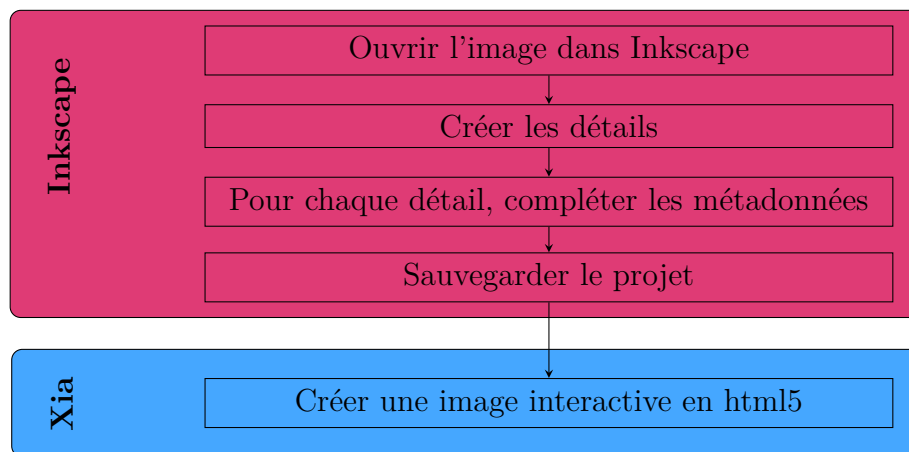 Inkscape
Ouvrir l'image dans Inkscape
Créer les détails
Pour chaque détail, compléter les métadonnées
Sauvegarder le projet
Xia
Créer une image interactive en html5